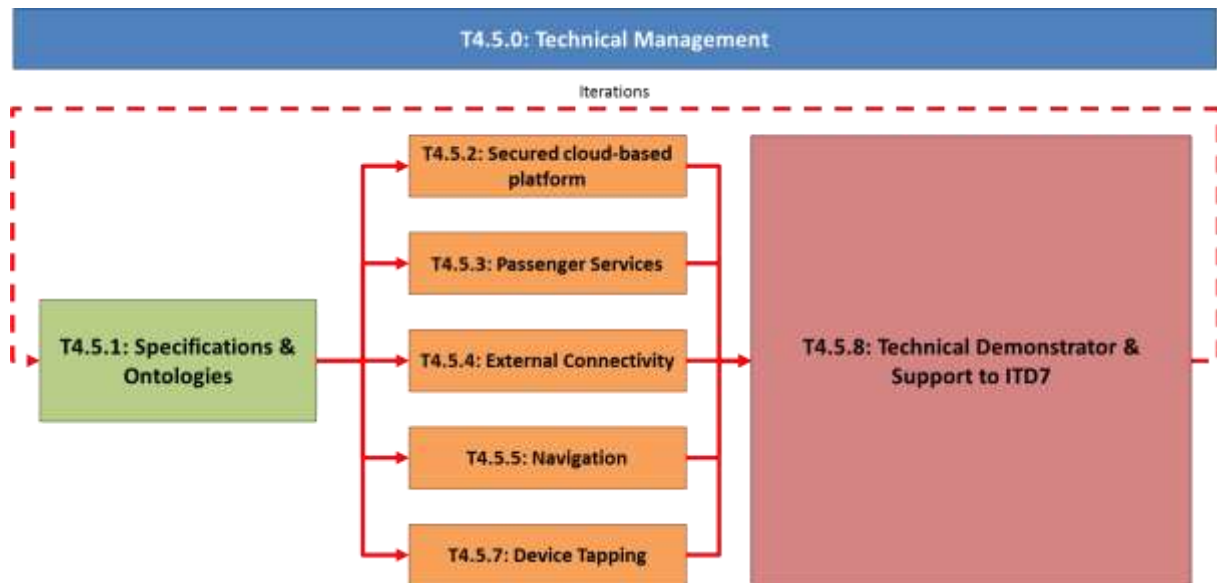 T4.5.0: Technical Management
Iterations
T4.5.2: Secured cloud-based
platform
T4.5.3: Passenger Services
T4.5.1: Specifications &
Ontologies
T4.5.4: External Connectivity
T4.5.8: Technical Demonstrator &
Support to ITD7
T4.5.5: Navigation
T4.5.7: Device Tapping